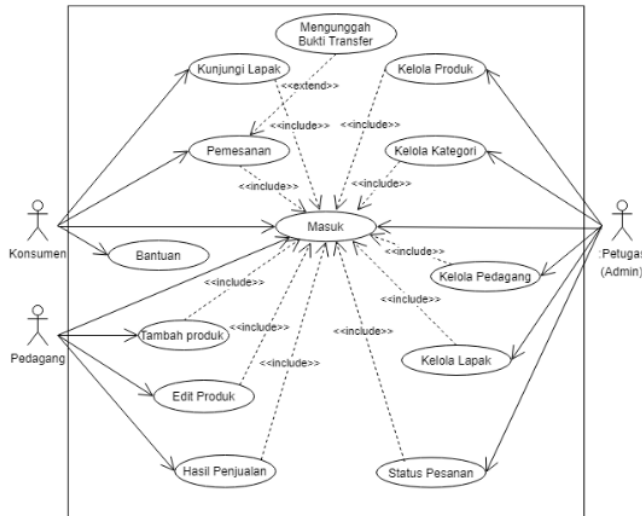 Mengunggah
Bukti Transfer
Kunjungi Lapak
Kelola Produk
<<extend>>
<<include>>
<<include>>
Pemesanan
Kelola Kategori
<<include>>
<<include>>
Masuk
Konsumen
Bantuan
:Petugas
(Admin)
<<include>>
Kelola Pedagang
<<include>>
Pedagang
Tambah produk
<<include>>
<<include>>
<<include>>
Kelola Lapak
<<include>>
Edit Produk
Hasil Penjualan
Status Pesanan